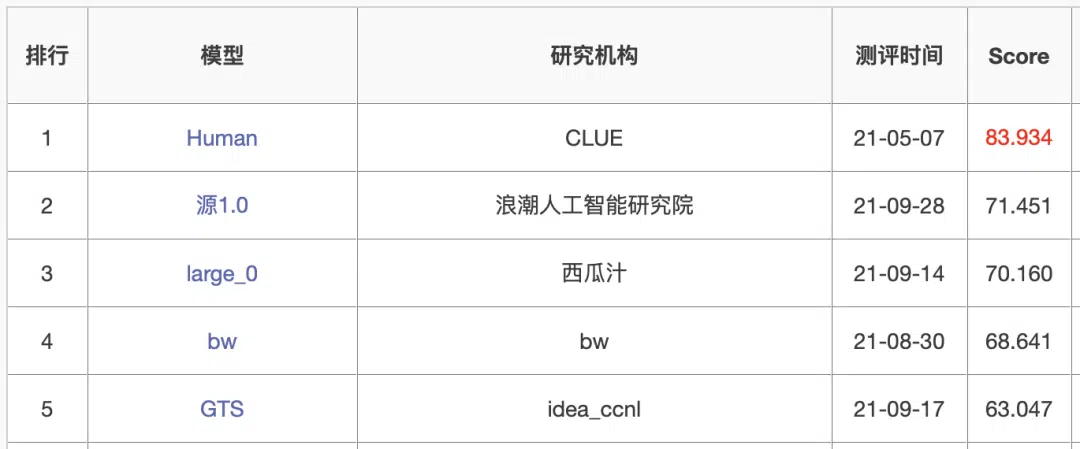 排行 模型 研究机构 测评时间 Score
1 Human CLUE 21-05-07 83.934
2 源1.0 浪潮人工智能研究院 21-09-28 71.451
3 large_0 西瓜汁 21-09-14 70.160
4 bw bw 21-08-30 68.641
5 GTS idea_ccnl 21-09-17 63.047